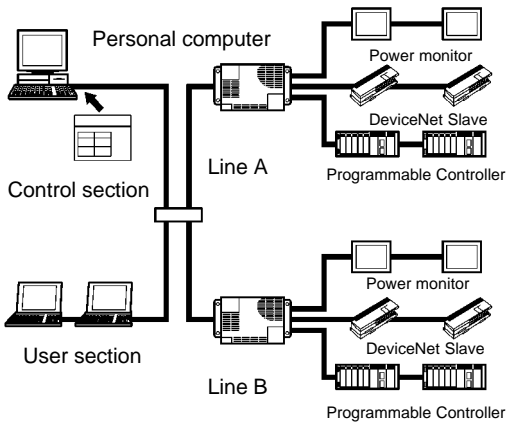 Personal computer
Power monitor
DeviceNet Slave
Line A
Programmable Controller
Control section
Power monitor
DeviceNet Slave
User section
Line B
Programmable Controller